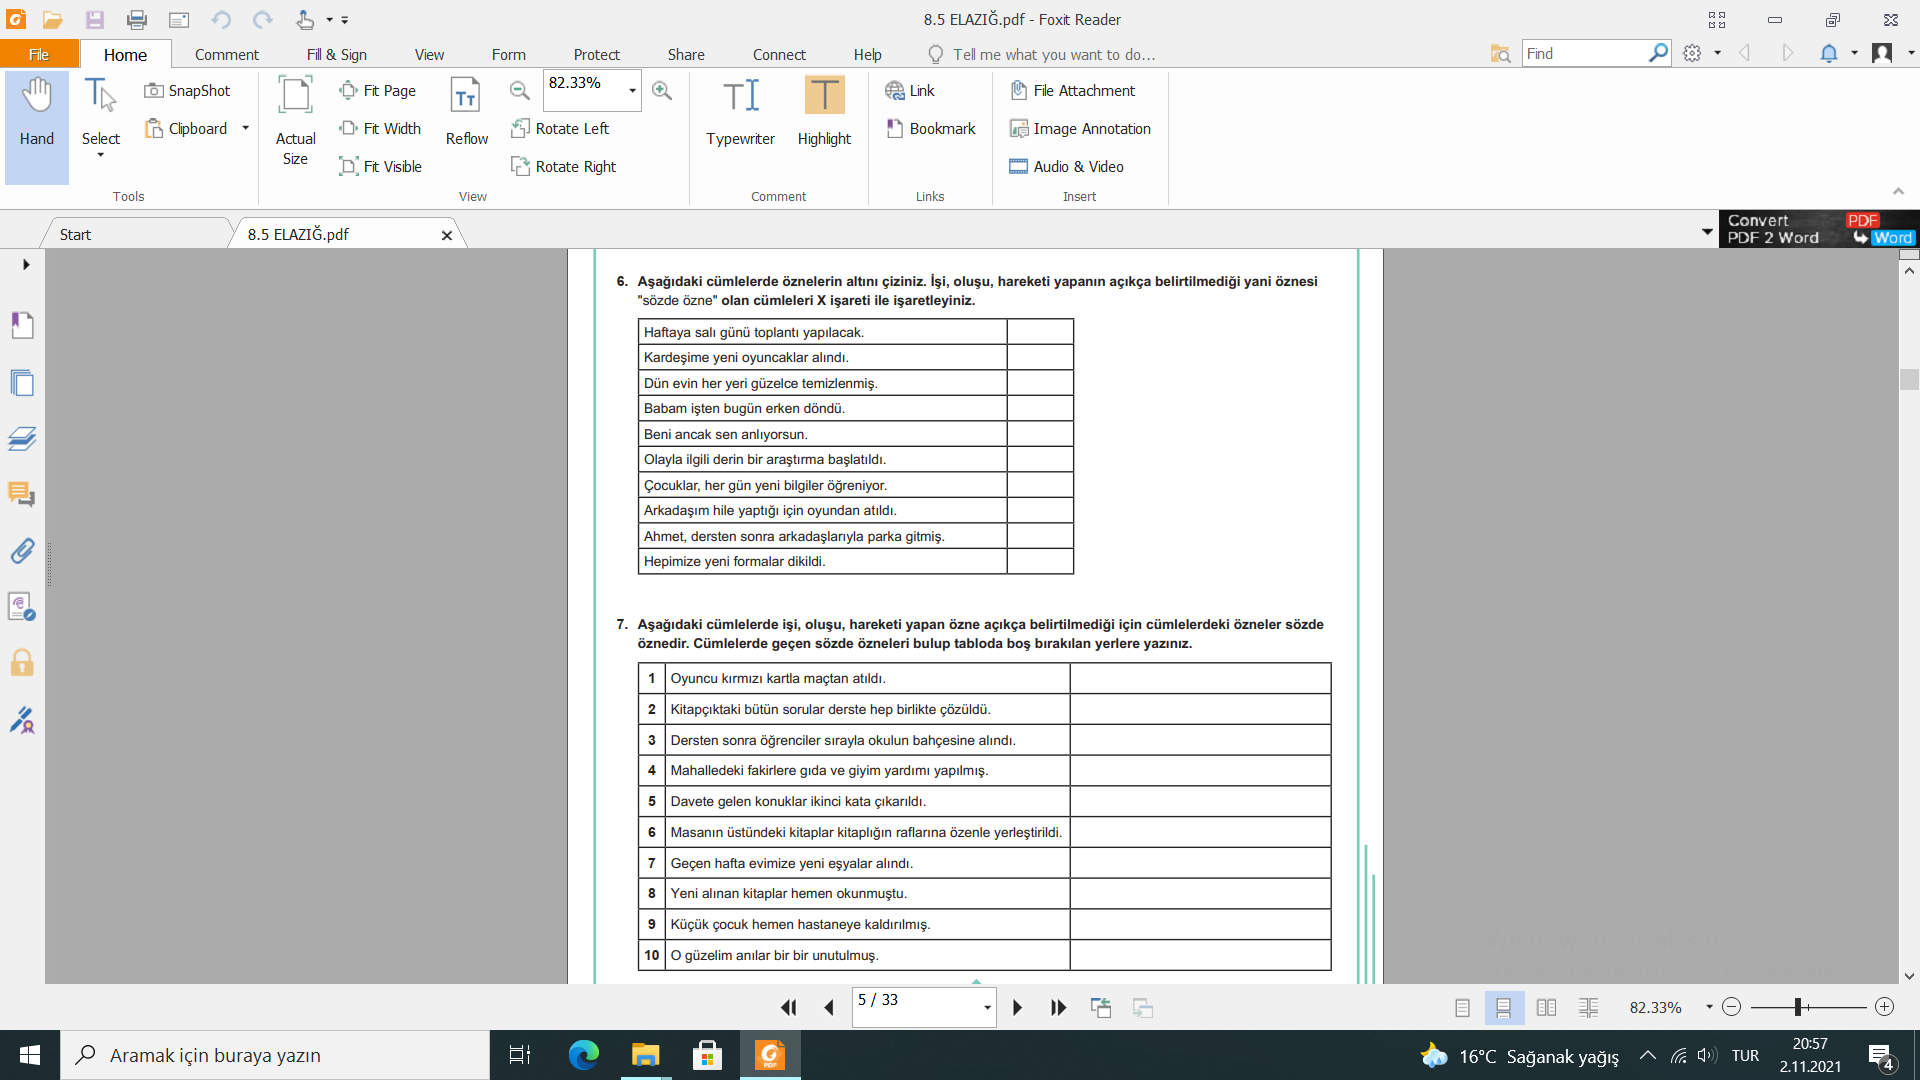 8.5 ELAZIĞ.pdf - Foxit Reader
File Home Comment Fill & Sign View Form Protect Share Connect Help Tell me what you want to do... Find
Hand
Select
SnapShot
Clipboard
Tools
Actual Size
Fit Page
Fit Width
Fit Visible
Reflow
82.33%
Rotate Left
Rotate Right
View
Typewriter
Highlight
Comment
Link
Bookmark
Links
File Attachment
Image Annotation
Audio & Video
Insert
Start
8.5 ELAZIĞ.pdf
Convert PDF
PDF 2 Word Word
6. Aşağıdaki cümlelerde öznelerin altını çiziniz. İşi, oluşu, hareketi yapanın açıkça belirtilmediği yani öznesi
"sözde özne" olan cümleleri X işareti ile işaretleyiniz.
Haftaya salı günü toplantı yapılacak.
Kardeşime yeni oyuncaklar alındı.
Dün evin her yeri güzelce temizlenmiş.
Babam işten bugün erken döndü.
Beni ancak sen anlıyorsun.
Olayla ilgili derin bir araştırma başlatıldı.
Çocuklar, her gün yeni bilgiler öğreniyor.
Arkadaşım hile yaptığı için oyundan atıldı.
Ahmet, dersten sonra arkadaşlarıyla parka gitmiş.
Hepimize yeni formalar dikildi.
7. Aşağıdaki cümlelerde işi, oluşu, hareketi yapan özne açıkça belirtilmediği için cümlelerdeki özneler sözde
öznedir. Cümlelerde geçen sözde özneleri bulup tabloda boş bırakılan yerlere yazınız.
1 Oyuncu kırmızı kartla maçtan atıldı.
2 Kitapçıktaki bütün sorular derste hep birlikte çözüldü.
3 Dersten sonra öğrenciler sırayla okulun bahçesine alındı.
4 Mahalledeki fakirlere gıda ve giyim yardımı yapılmış.
5 Davete gelen konuklar ikinci kata çıkarıldı.
6 Masanın üstündeki kitaplar kitaplığın raflarına özenle yerleştirildi.
7 Geçen hafta evimize yeni eşyalar alındı.
8 Yeni alınan kitaplar hemen okunmuştu.
9 Küçük çocuk hemen hastaneye kaldırılmış.
10 O güzelim anılar bir bir unutulmuş.
5 / 33
82.33%
Aramak için buraya yazın
16°C Sağanak yağış
TUR
20:57
2.11.2021
4